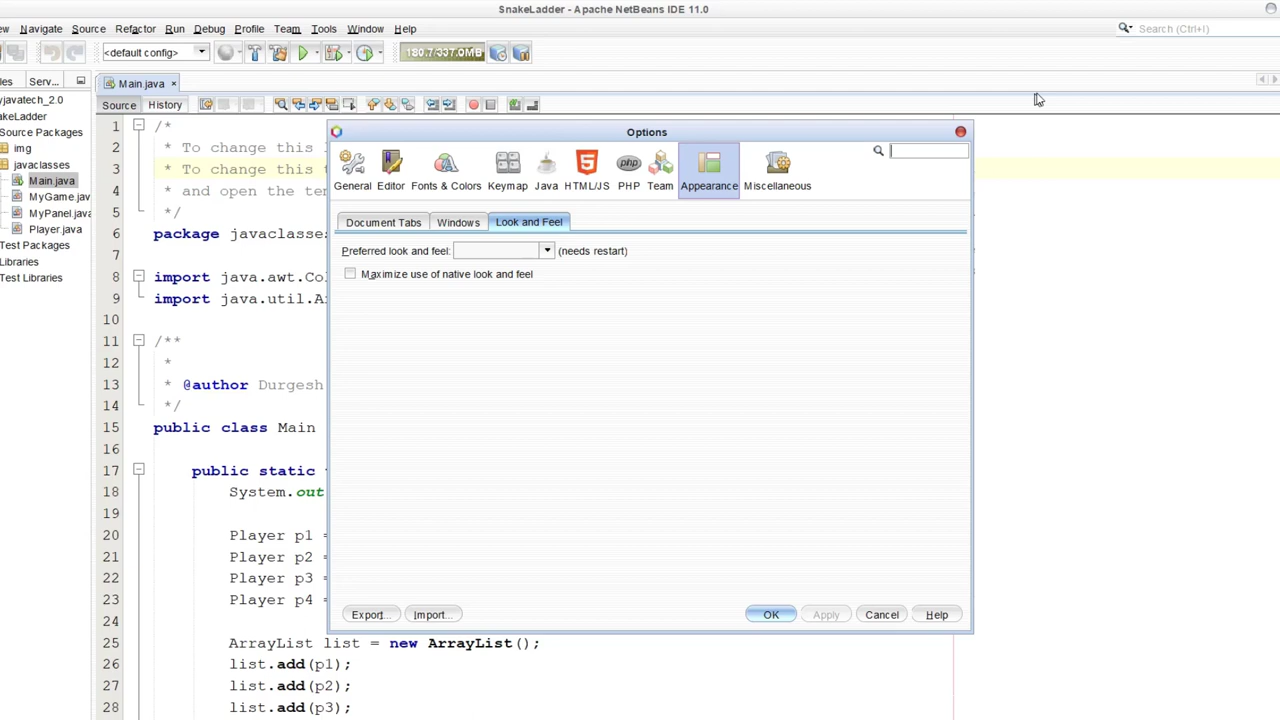 SnakeLadder - Apache NetBeans IDE 11.0
ew Navigate Source Refactor Run Debug Profile Team Tools Window Help
Search (Ctrl+I)
<default config>
180.7/337.0MB
les Serv...
Main.java ×
yjavatech_2.0
akeLadder
Source Packages
img
javaclasses
Main.java
MyGame.jav
MyPanel.java
Player.java
Test Packages
Libraries
Test Libraries
Source History
1 /*
2 * To change this l
3 * To change this t
4 * and open the tem
5 */
6 package javaclasse
7
8 import java.awt.Co
9 import java.util.A
10
11 /**
12 *
13 * @author Durgesh
14 */
15 public class Main
16
17 public static
18 System.out
19
20 Player p1 =
21 Player p2 =
22 Player p3 =
23 Player p4 =
24
25 ArrayList list = new ArrayList();
26 list.add(p1);
27 list.add(p2);
28 list.add(p3);
Options
General Editor Fonts & Colors Keymap Java HTML/JS PHP Team Appearance Miscellaneous
Document Tabs Windows Look and Feel
Preferred look and feel: (needs restart)
Maximize use of native look and feel
Export... Import... OK Apply Cancel Help